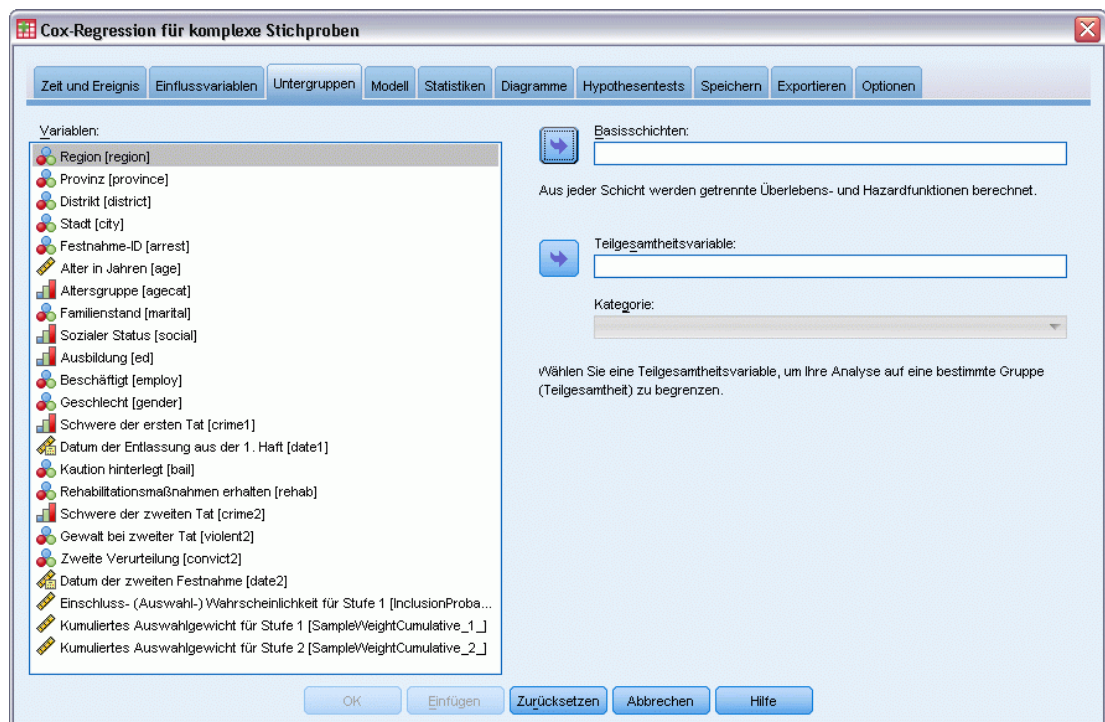 Cox-Regression für komplexe Stichproben
Zeit und Ereignis Einflussvariablen Untergruppen Modell Statistiken Diagramme Hypothesentests Speichern Exportieren Optionen
Variablen:
Region [region]
Provinz [province]
Distrikt [district]
Stadt [city]
Festnahme-ID [arrest]
Alter in Jahren [age]
Altersgruppe [agecat]
Familienstand [marital]
Sozialer Status [social]
Ausbildung [ed]
Beschäftigt [employ]
Geschlecht [gender]
Schwere der ersten Tat [crime1]
Datum der Entlassung aus der 1. Haft [date1]
Kaution hinterlegt [bail]
Rehabilitationsmaßnahmen erhalten [rehab]
Schwere der zweiten Tat [crime2]
Gewalt bei zweiter Tat [violent2]
Zweite Verurteilung [convict2]
Datum der zweiten Festnahme [date2]
Einschluss- (Auswahl-) Wahrscheinlichkeit für Stufe 1 [InclusionProba...
Kumuliertes Auswahlgewicht für Stufe 1 [SampleWeightCumulative_1_]
Kumuliertes Auswahlgewicht für Stufe 2 [SampleWeightCumulative_2_]
Basisschichten:
Aus jeder Schicht werden getrennte Überlebens- und Hazardfunktionen berechnet.
Teilgesamtheitsvariable:
Kategorie:
Wählen Sie eine Teilgesamtheitsvariable, um Ihre Analyse auf eine bestimmte Gruppe
(Teilgesamtheit) zu begrenzen.
OK Einfügen Zurücksetzen Abbrechen Hilfe